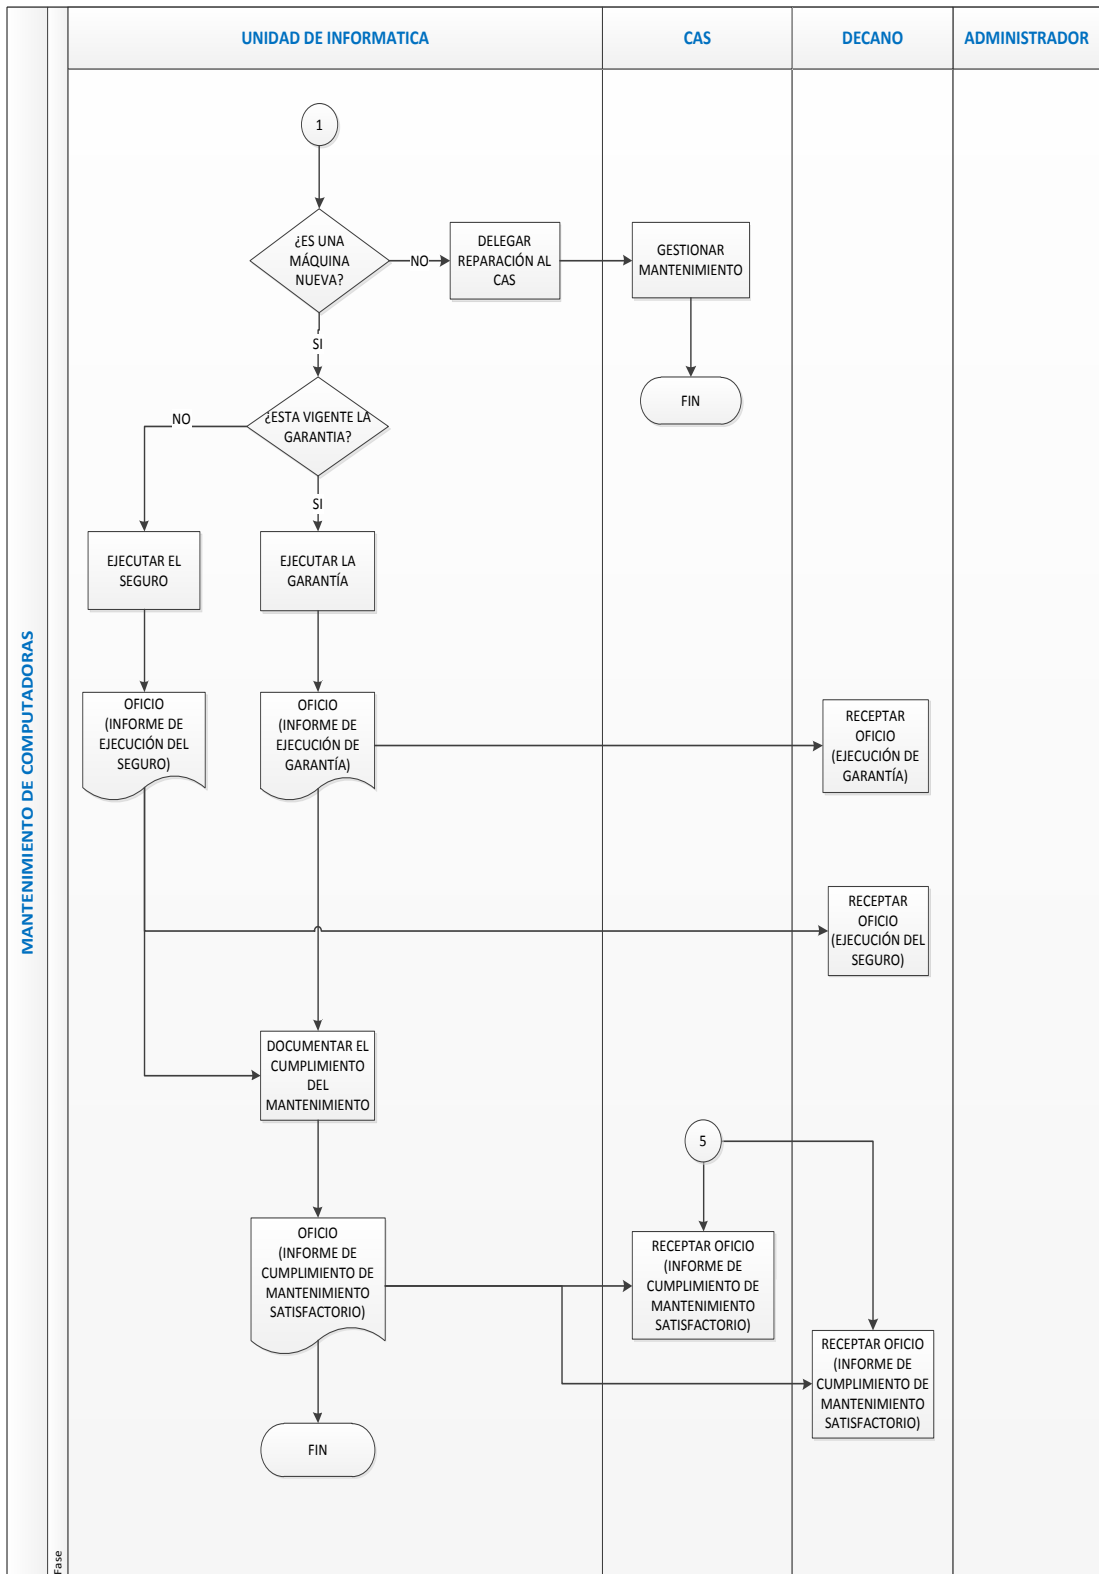 UNIDAD DE INFORMATICA
CAS
DECANO
ADMINISTRADOR
MANTENIMIENTO DE COMPUTADORAS
Fase
1
¿ES UNA
MÁQUINA
NUEVA?
NO
DELEGAR
REPARACIÓN AL
CAS
GESTIONAR
MANTENIMIENTO
SI
FIN
¿ESTA VIGENTE LA
GARANTIA?
NO
SI
EJECUTAR EL
SEGURO
EJECUTAR LA
GARANTÍA
OFICIO
(INFORME DE
EJECUCIÓN DEL
SEGURO)
OFICIO
(INFORME DE
EJECUCIÓN DE
GARANTÍA)
RECEPTAR
OFICIO
(EJECUCIÓN DE
GARANTÍA)
RECEPTAR
OFICIO
(EJECUCIÓN DEL
SEGURO)
DOCUMENTAR EL
CUMPLIMIENTO
DEL
MANTENIMIENTO
5
OFICIO
(INFORME DE
CUMPLIMIENTO DE
MANTENIMIENTO
SATISFACTORIO)
RECEPTAR OFICIO
(INFORME DE
CUMPLIMIENTO DE
MANTENIMIENTO
SATISFACTORIO)
RECEPTAR OFICIO
(INFORME DE
CUMPLIMIENTO DE
MANTENIMIENTO
SATISFACTORIO)
FIN